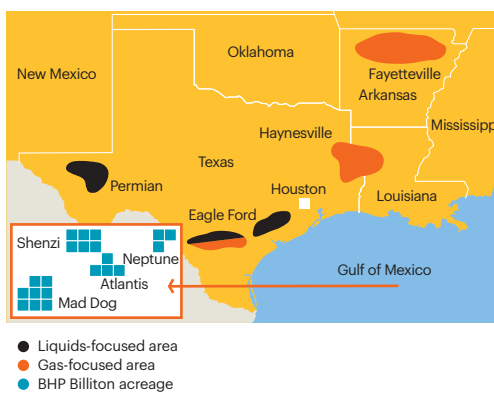 Oklahoma
New Mexico
Fayetteville
Arkansas
Mississipp
Haynesville
Texas
Permian
Houston
Louisiana
Eagle Ford
Shenzi
Neptune
Gulf of Mexico
Atlantis
Mad Dog
Liquids-focused area
Gas-focused area
BHP Billiton acreage